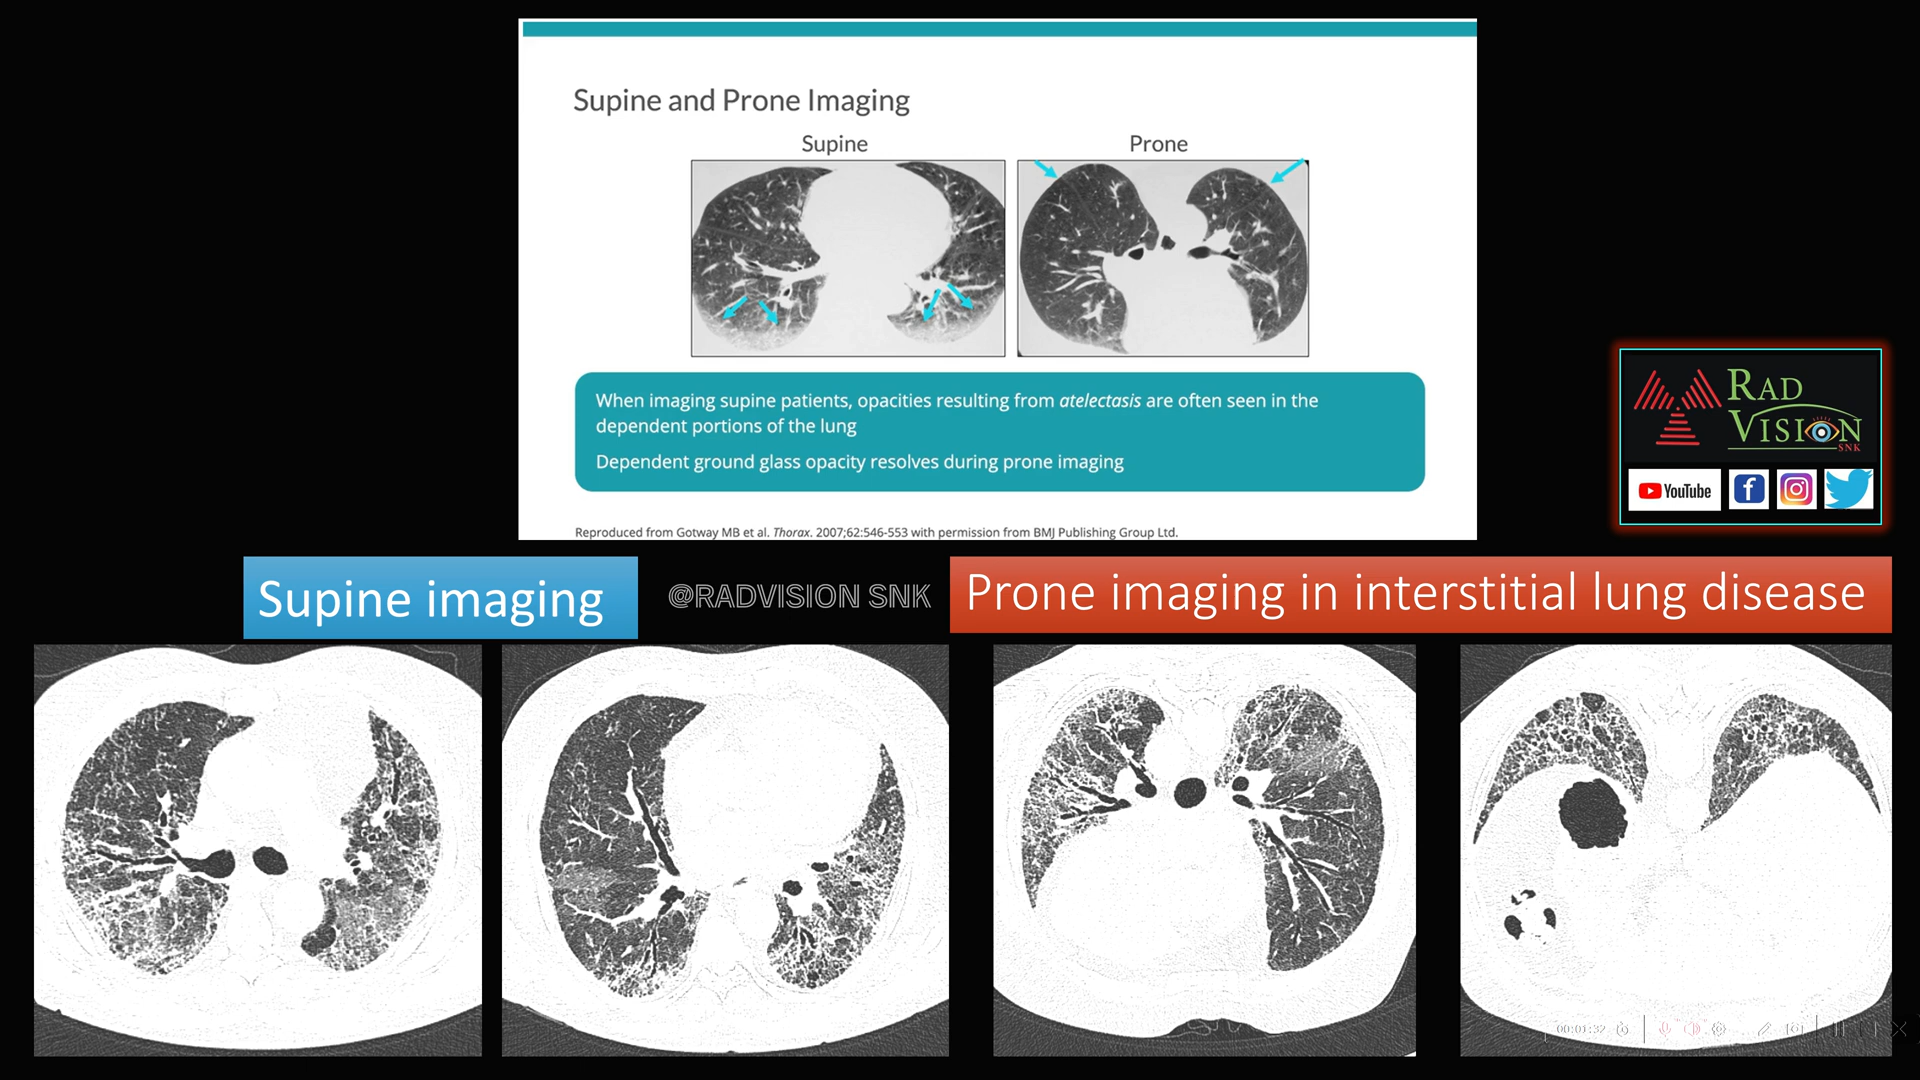 Supine and Prone Imaging
Supine
Prone
When imaging supine patients, opacities resulting from atelectasis are often seen in the
dependent portions of the lung
Dependent ground glass opacity resolves during prone imaging
Reproduced from Gotway MB et al. Thorax. 2007;62:546-553 with permission from BMJ Publishing Group Ltd.
RAD
VISION
SNK
YouTube
Supine imaging
@RADVISION SNK
Prone imaging in interstitial lung disease
00:01:32